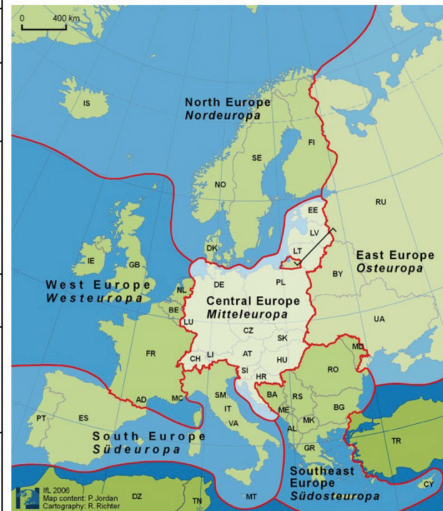 0 400 km
IS
North Europe
Nordeuropa
FI
SE
NO
RU
EE
LV
LT
DK
East Europe
Osteuropa
IE
GB
BY
West Europe
Westeuropa
NL
DE
PL
BE
Central Europe
Mitteleuropa
LU
UA
CZ
SK
FR
CH
LI
AT
HU
MD
SI
HR
RO
BA
RS
AD
MC
SM
IT
VA
ME
BG
MK
AL
PT
ES
South Europe
Südeuropa
GR
TR
Southeast
Europe
Südosteuropa
CY
MT
DZ
TN
IfL 2006
Map content: P.Jordan
Cartography: R.Richter